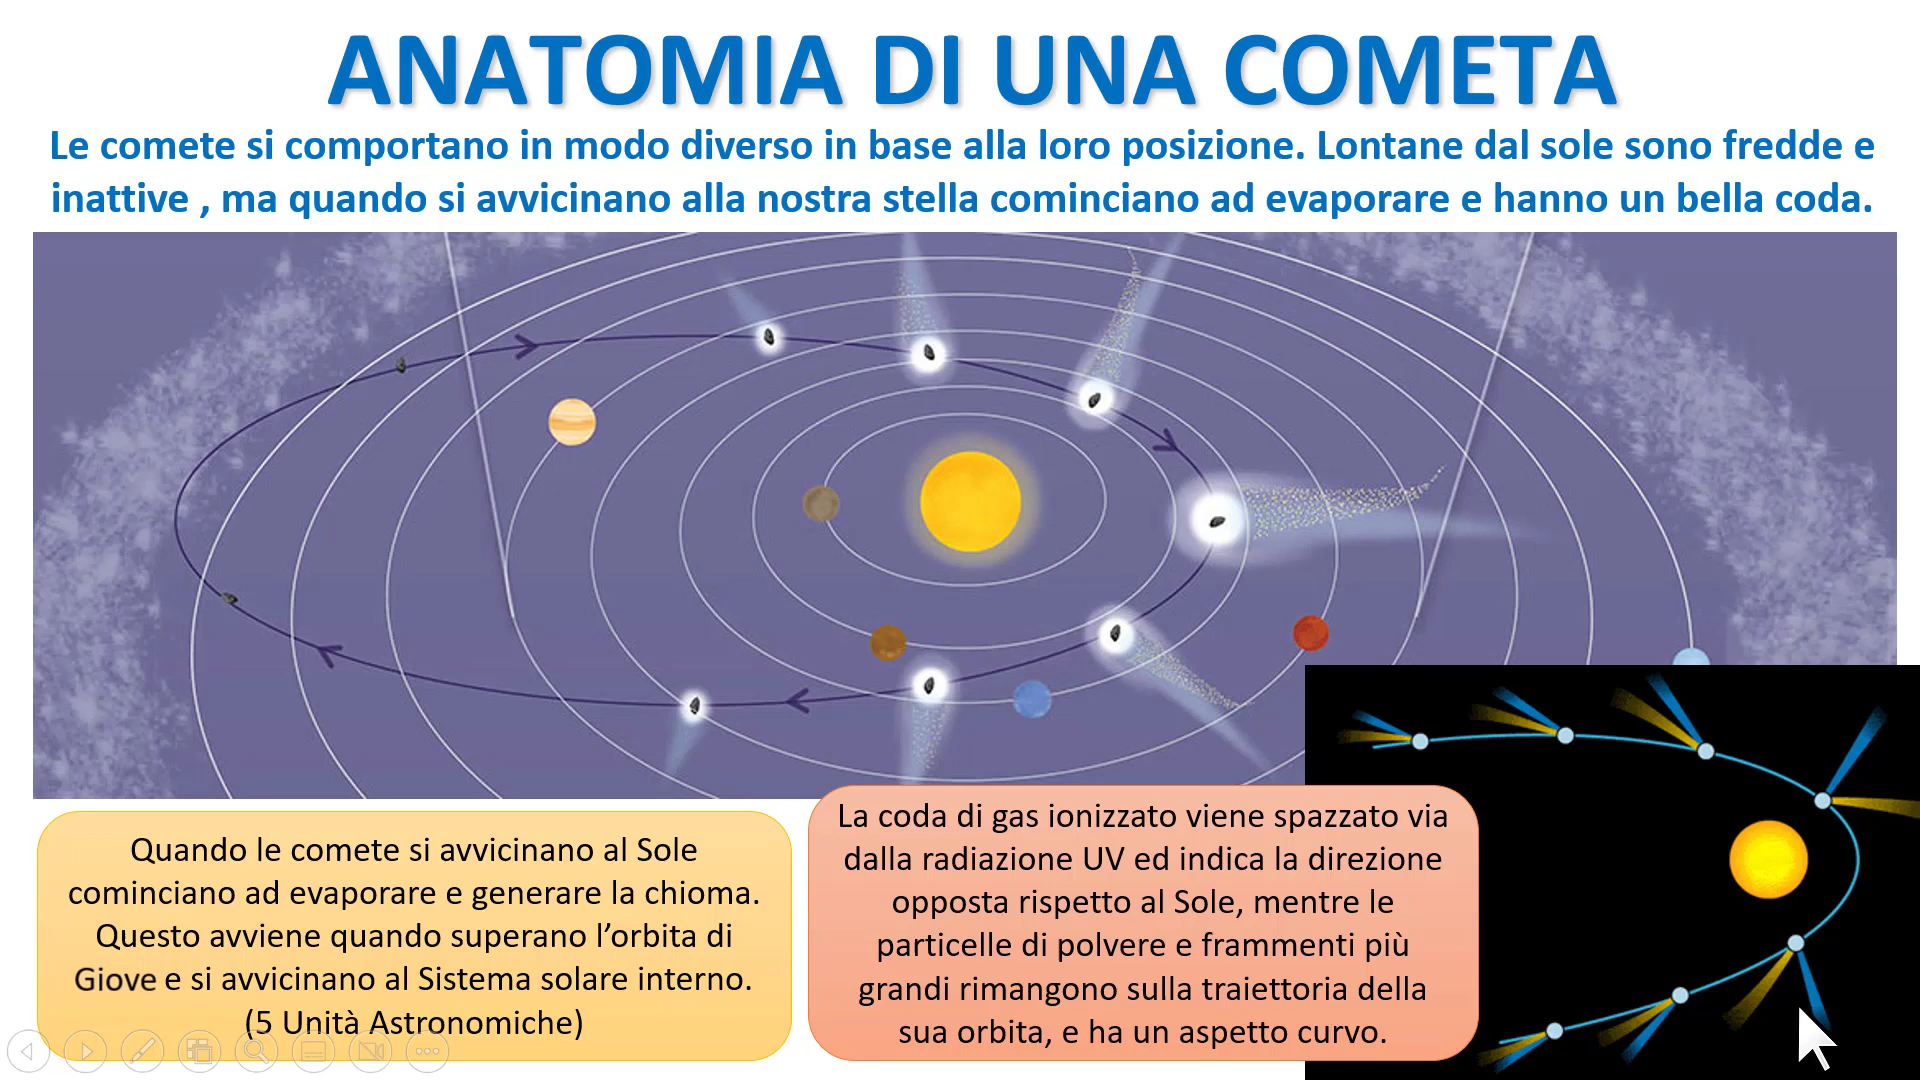 ANATOMIA DI UNA COMETA
Le comete si comportano in modo diverso in base alla loro posizione. Lontane dal sole sono fredde e
inattive , ma quando si avvicinano alla nostra stella cominciano ad evaporare e hanno un bella coda.
Quando le comete si avvicinano al Sole
cominciano ad evaporare e generare la chioma.
Questo avviene quando superano l’orbita di
Giove e si avvicinano al Sistema solare interno.
(5 Unità Astronomiche)
La coda di gas ionizzato viene spazzato via
dalla radiazione UV ed indica la direzione
opposta rispetto al Sole, mentre le
particelle di polvere e frammenti più
grandi rimangono sulla traiettoria della
sua orbita, e ha un aspetto curvo.